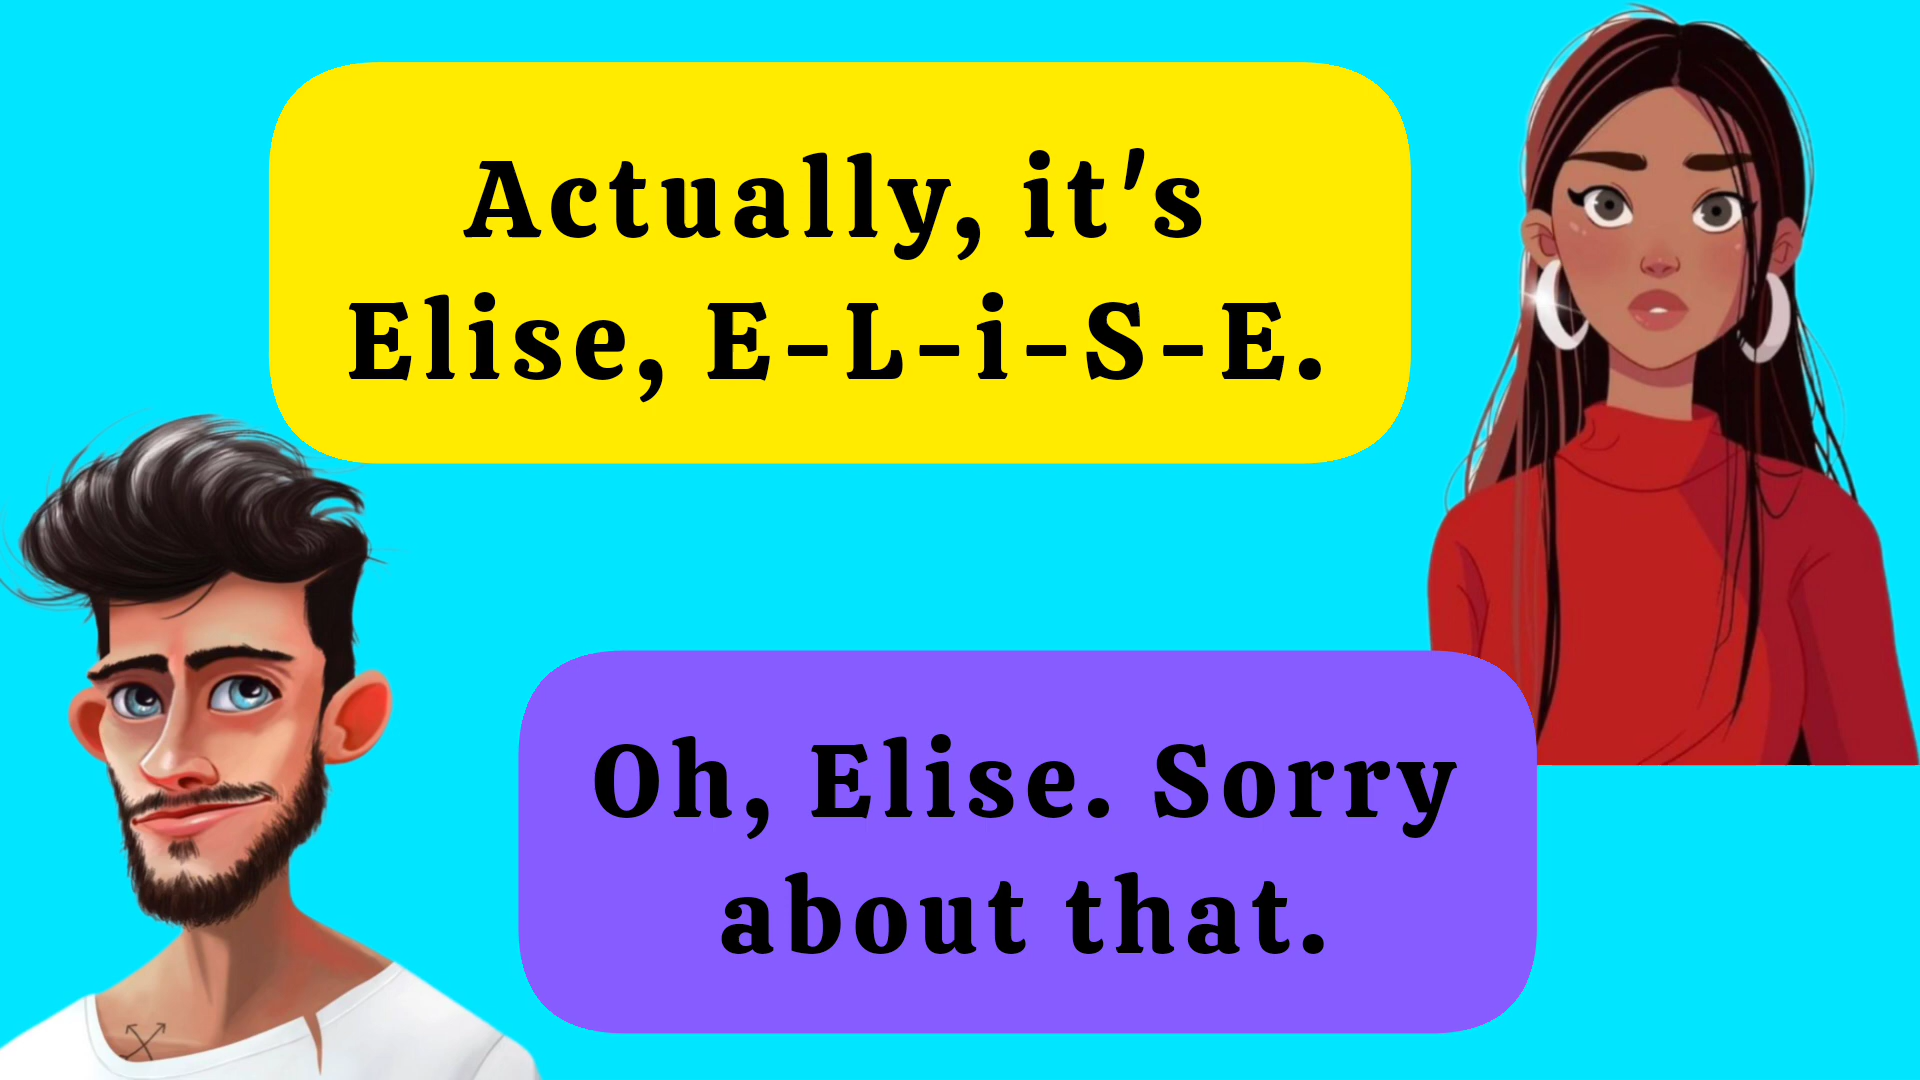 Actually, it's
Elise, E-L-i-S-E.
Oh, Elise. Sorry
about that.